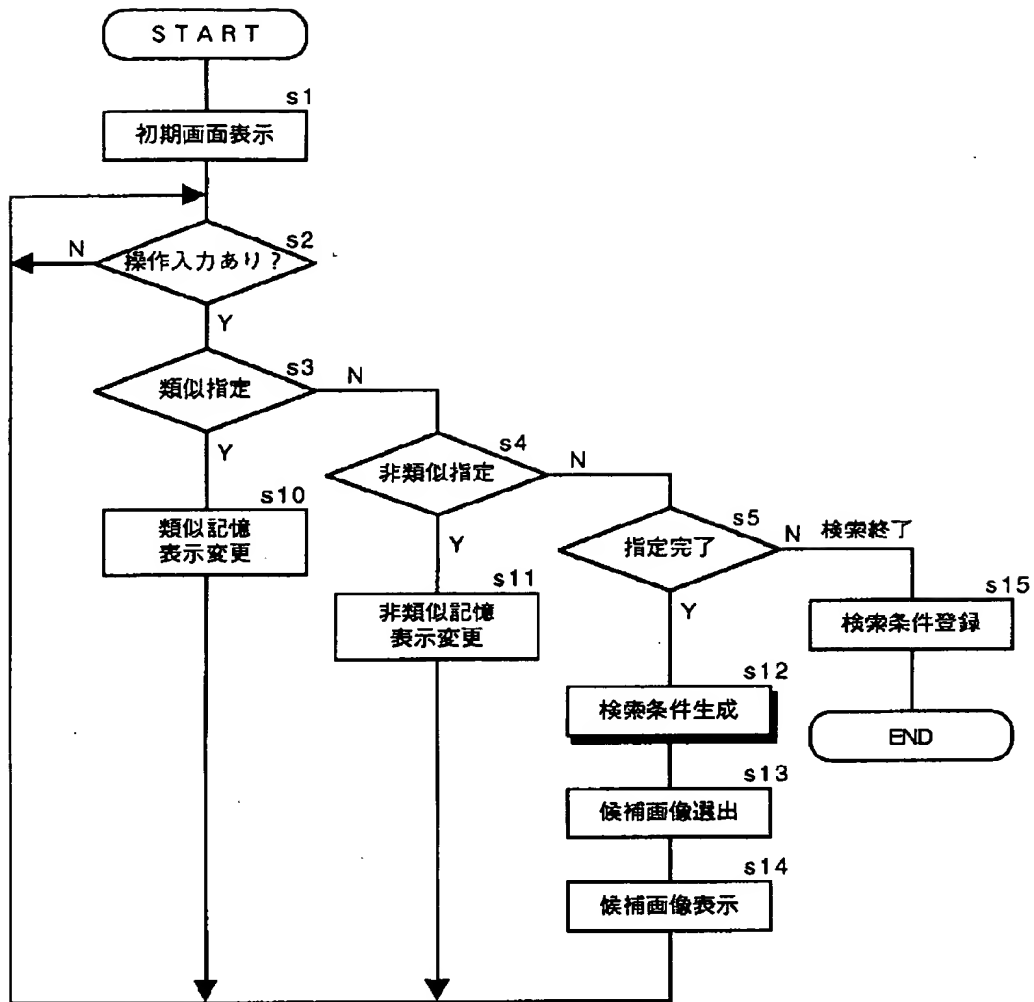 START
s1
初期画面表示
s2
N
操作入力あり?
Y
s3
N
類似指定
Y
s4
N
非類似指定
s10
類似記憶
表示変更
Y
s5
N
検索終了
指定完了
s11
非類似記憶
表示変更
Y
s15
検索条件登録
s12
検索条件生成
END
s13
候補画像選出
s14
候補画像表示